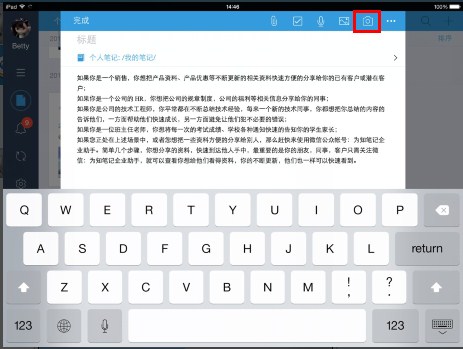 iPad
14:46
完成
Betty
标题
排序
个人笔记: /我的笔记/
如果你是一个销售，你想把产品资料、产品优惠等不断更新的相关资料快速方便的分享给你的已有客户或潜在客
户；
如果你是一个公司的 HR，你想把公司的规章制度，公司的福利等相关信息分享给你的同事；
如果你是公司的技术工程师，你平常都在不断总结技术经验，每来一个新的技术同事，你都想把你总结的内容的
告诉他们，一方面帮助他们快速成长，另一方面避免让他们犯不必要的错误；
如果你是一位班主任老师，你想将每一次的考试成绩、学校各种通知快速的告知你的学生家长；
如果您正处在上述场景中，或者您想把一些资料方便的分享给别人，那么赶快来使用微信公众账号：为知笔记企
业助手。简单几个步骤，你想分享的资料，快速到达他人手中，最重要的是你的朋友，同事，客户只需关注微
信：为知笔记企业助手，就可以查看你想给他们看得资料，你的不断更新，他们也一样可以快速看到。
Q W E R T Y U I O P
A S D F G H J K L return
Z X C V B N M ! , ? .
123 123